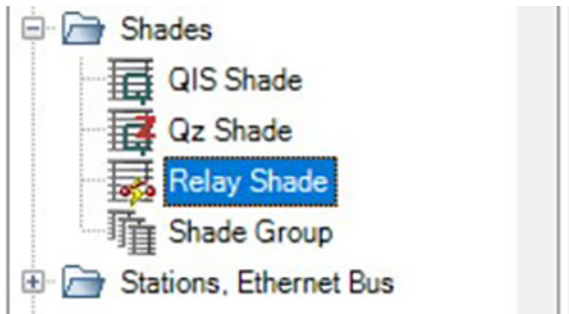 Shades
QIS Shade
Qz Shade
Relay Shade
Shade Group
Stations, Ethernet Bus